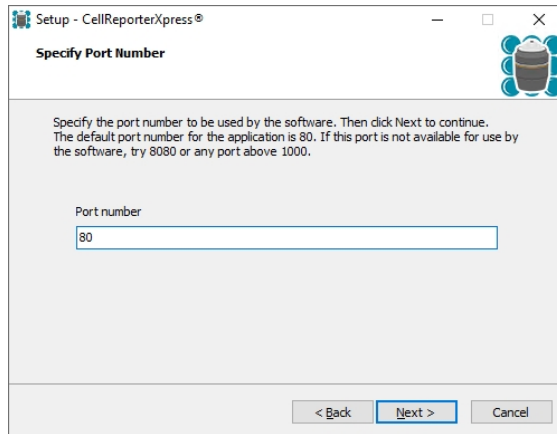 Setup - CellReporterXpress®
Specify Port Number
Specify the port number to be used by the software. Then click Next to continue.
The default port number for the application is 80. If this port is not available for use by
the software, try 8080 or any port above 1000.
Port number
80
< Back
Next >
Cancel